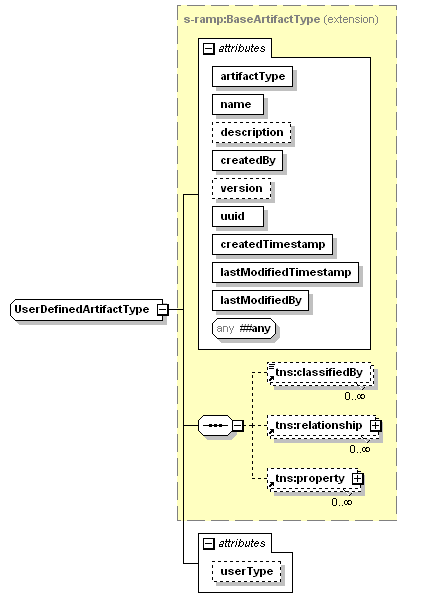 s-ramp:BaseArtifactType (extension)
attributes
artifactType
name
description
createdBy
version
uuid
createdTimestamp
lastModifiedTimestamp
lastModifiedBy
any ##any
UserDefinedArtifactType
tns:classifiedBy
0..∞
tns:relationship
0..∞
tns:property
0..∞
attributes
userType